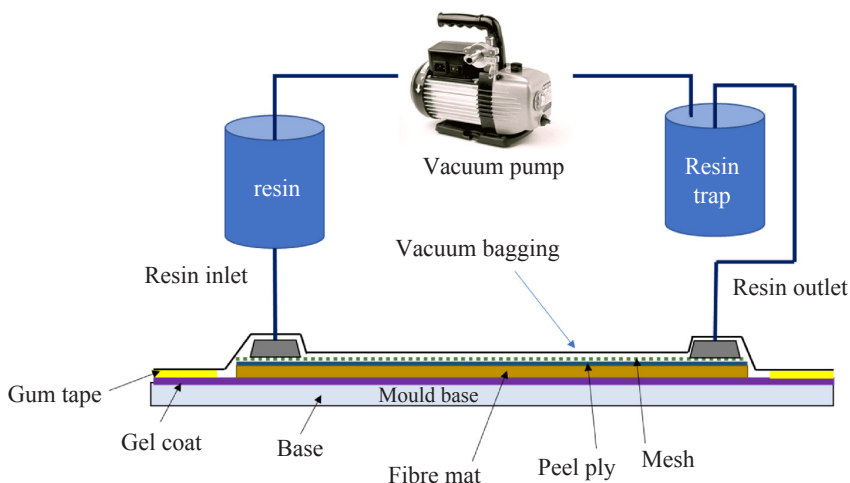 Vacuum pump
resin
Resin
trap
Vacuum bagging
Resin inlet
Resin outlet
Gum tape
Mould base
Gel coat
Base
Fibre mat
Peel ply
Mesh